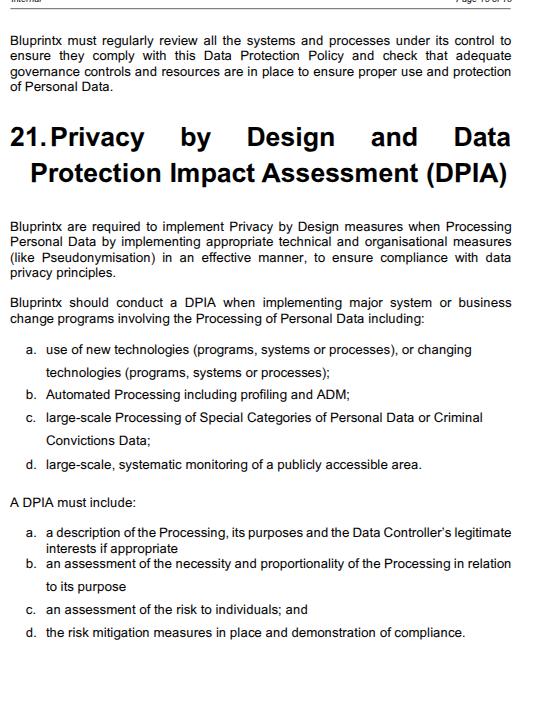 Bluprintx must regularly review all the systems and processes under its control to
ensure they comply with this Data Protection Policy and check that adequate
governance controls and resources are in place to ensure proper use and protection
of Personal Data.
21. Privacy by Design and Data
Protection Impact Assessment (DPIA)
Bluprintx are required to implement Privacy by Design measures when Processing
Personal Data by implementing appropriate technical and organisational measures
(like Pseudonymisation) in an effective manner, to ensure compliance with data
privacy principles.
Bluprintx should conduct a DPIA when implementing major system or business
change programs involving the Processing of Personal Data including:
a. use of new technologies (programs, systems or processes), or changing
technologies (programs, systems or processes);
b. Automated Processing including profiling and ADM;
c. large-scale Processing of Special Categories of Personal Data or Criminal
Convictions Data;
d. large-scale, systematic monitoring of a publicly accessible area.
A DPIA must include:
a. a description of the Processing, its purposes and the Data Controller's legitimate
interests if appropriate
b. an assessment of the necessity and proportionality of the Processing in relation
to its purpose
c. an assessment of the risk to individuals; and
d. the risk mitigation measures in place and demonstration of compliance.